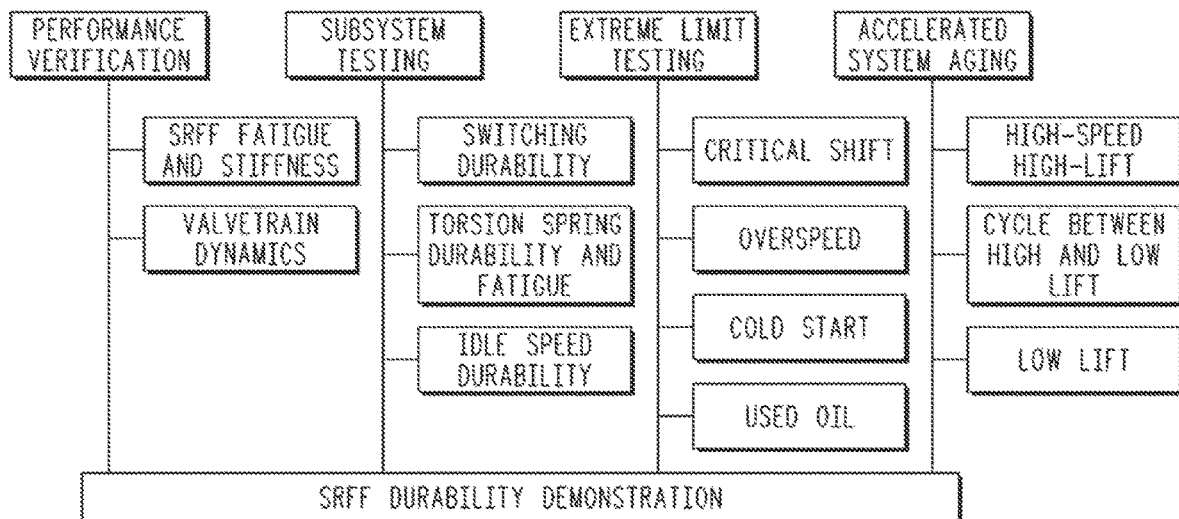 PERFORMANCE
VERIFICATION
SUBSYSTEM
TESTING
EXTREME LIMIT
TESTING
ACCELERATED
SYSTEM AGING
SRFF FATIGUE
AND STIFFNESS
VALVETRAIN
DYNAMICS
SWITCHING
DURABILITY
TORSION SPRING
DURABILITY AND
FATIGUE
IDLE SPEED
DURABILITY
CRITICAL SHIFT
OVERSPEED
COLD START
USED OIL
HIGH-SPEED
HIGH-LIFT
CYCLE BETWEEN
HIGH AND LOW
LIFT
LOW LIFT
SRFF DURABILITY DEMONSTRATION